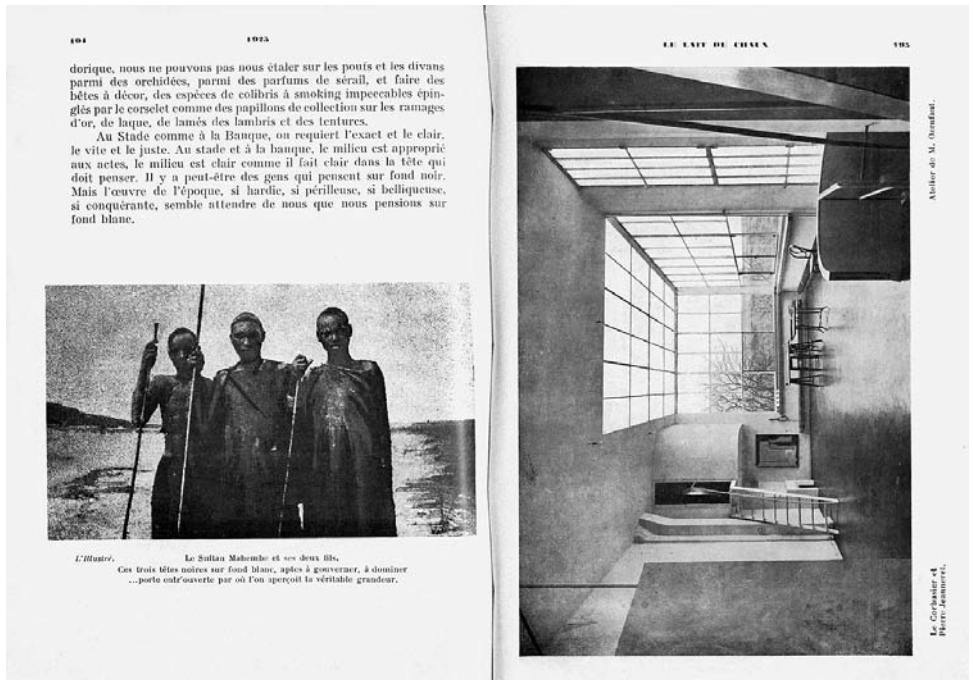 194
1925
dorique, nous ne pouvons pas nous étaler sur les poufs et les divans
parmi des orchidées, parmi des parfums de sérail, et faire des
bêtes à décor, des espèces de colibris à smoking impeccables épin-
glés par le corselet comme des papillons de collection sur les ramages
d'or, de laque, de lamés des lambris et des tentures.
Au Stade comme à la Banque, on requiert l'exact et le clair,
le vite et le juste. Au stade et à la banque, le milieu est approprié
aux actes, le milieu est clair comme il fait clair dans la tête qui
doit penser. Il y a peut-être des gens qui pensent sur fond noir.
Mais l'œuvre de l'époque, si hardie, si périlleuse, si belliqueuse,
si conquérante, semble attendre de nous que nous pensions sur
fond blanc.
L'Illustré.
Le Sultan Mahembe et ses deux fils.
Ces trois têtes noires sur fond blanc, aptes à gouverner, à dominer
...porte entr'ouverte par où l'on aperçoit la véritable grandeur.
LE LAIT DE CHAUX
195
Atelier de M. Ozenfant.
Le Corbusier et
Pierre Jeanneret.